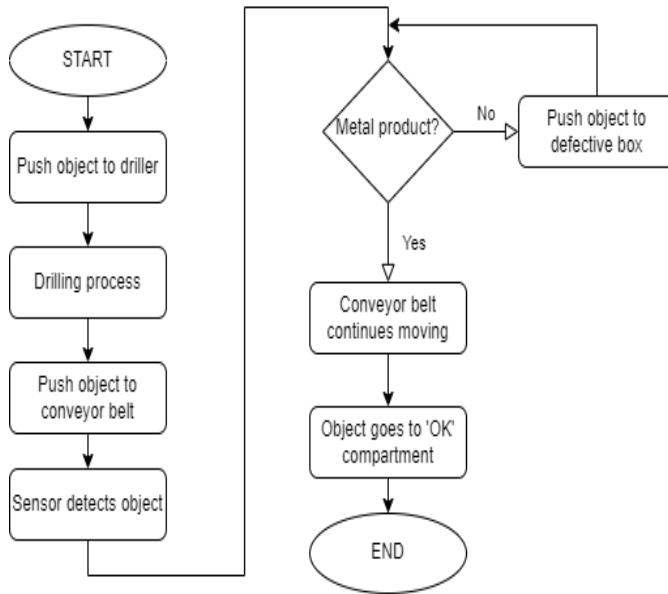 START
Push object to driller
Drilling process
Push object to
conveyor belt
Sensor detects object
Metal product?
No
Push object to
defective box
Yes
Conveyor belt
continues moving
Object goes to 'OK'
compartment
END